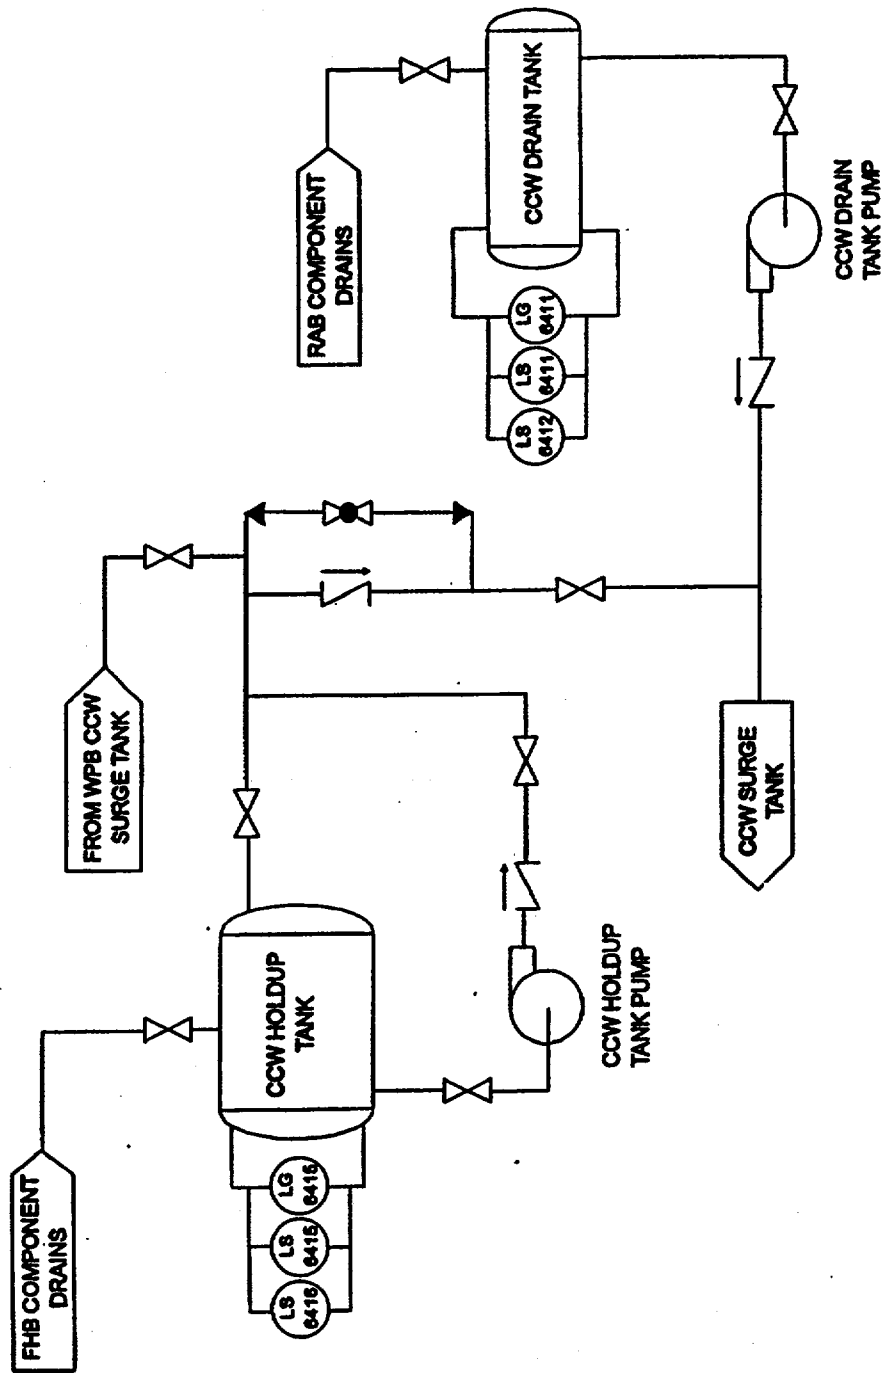 FHB COMPONENT
DRAINS
FROM WPB CCW
SURGE TANK
RAB COMPONENT
DRAINS
LS
6416
LS
6415
LG
6415
CCW HOLDUP
TANK
LS
6412
LS
6411
LG
6411
CCW DRAIN TANK
CCW HOLDUP
TANK PUMP
CCW SURGE
TANK
CCW DRAIN
TANK PUMP